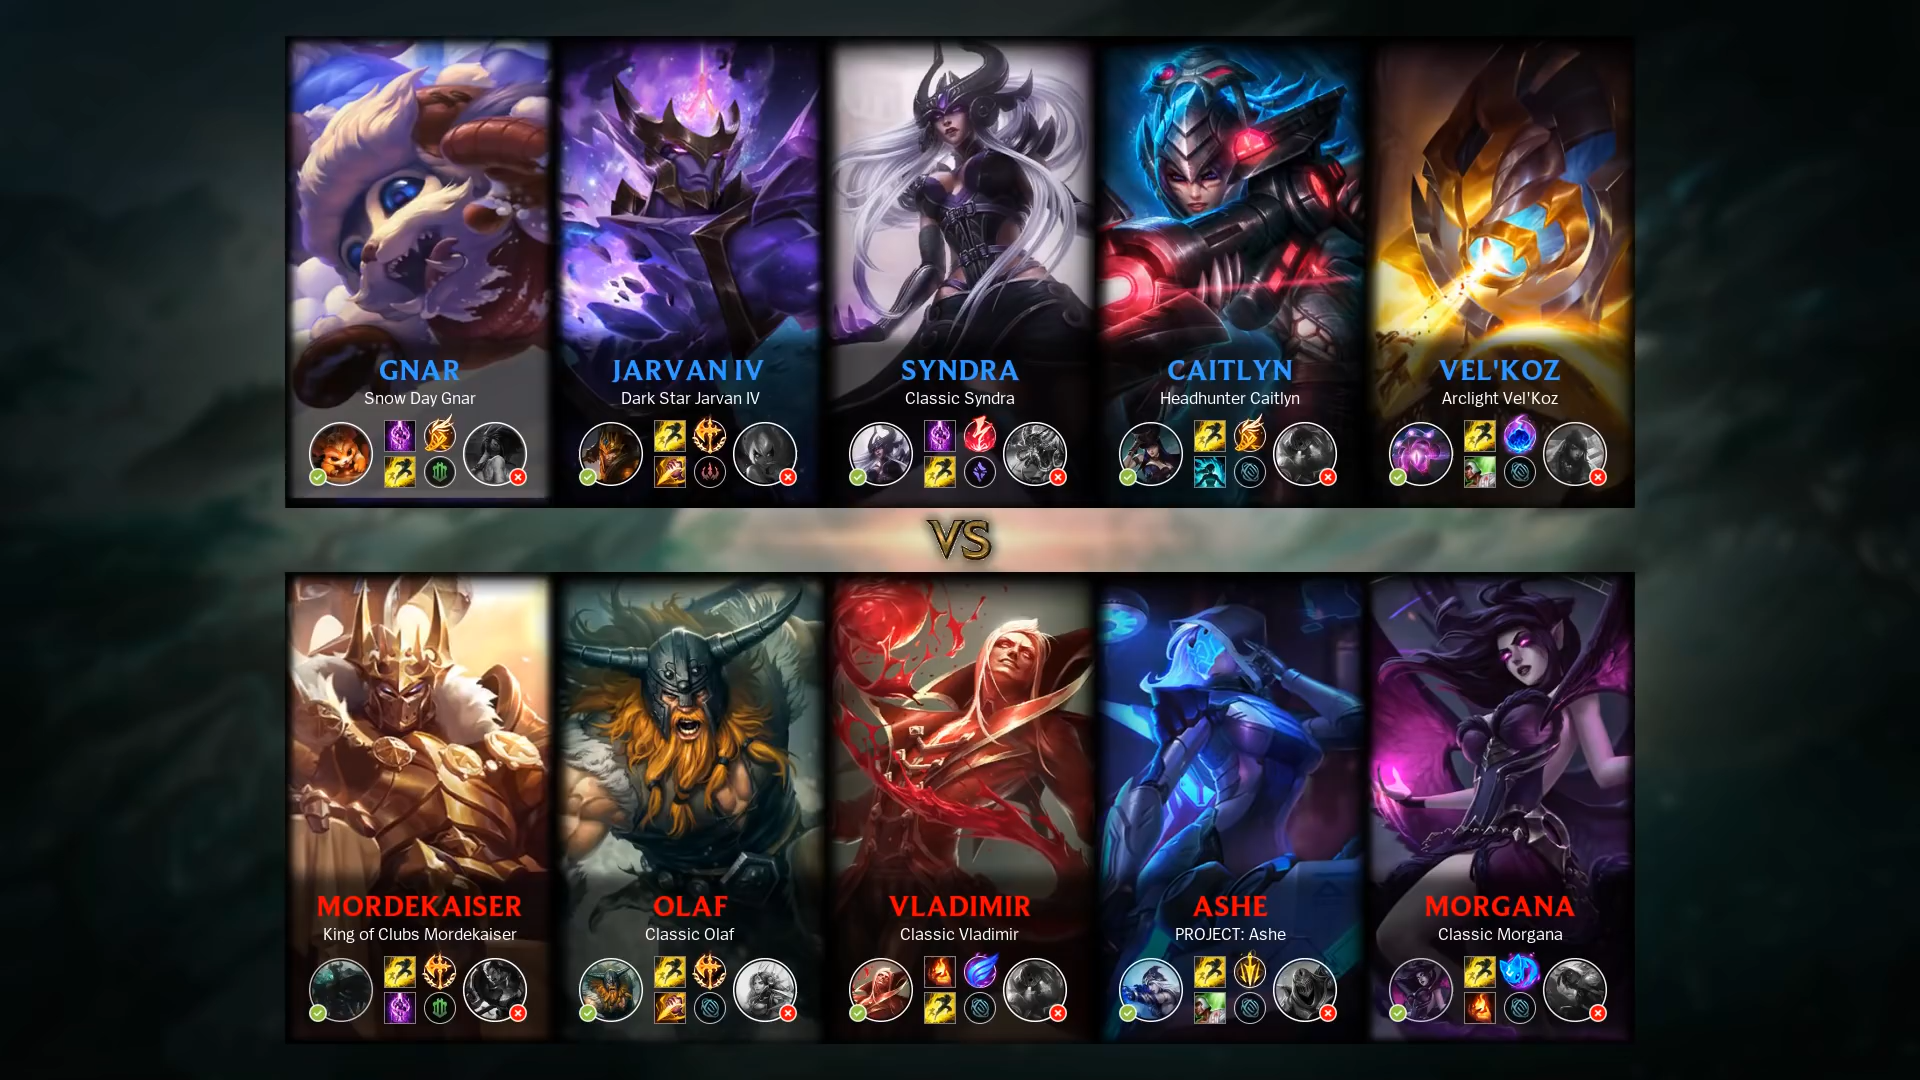 GNAR
Snow Day Gnar
JARVAN IV
Dark Star Jarvan IV
SYNDRA
Classic Syndra
CAITLYN
Headhunter Caitlyn
VEL'KOZ
Arclight Vel'Koz
VS
MORDEKAISER
King of Clubs Mordekaiser
OLAF
Classic Olaf
VLADIMIR
Classic Vladimir
ASHE
PROJECT: Ashe
MORGANA
Classic Morgana